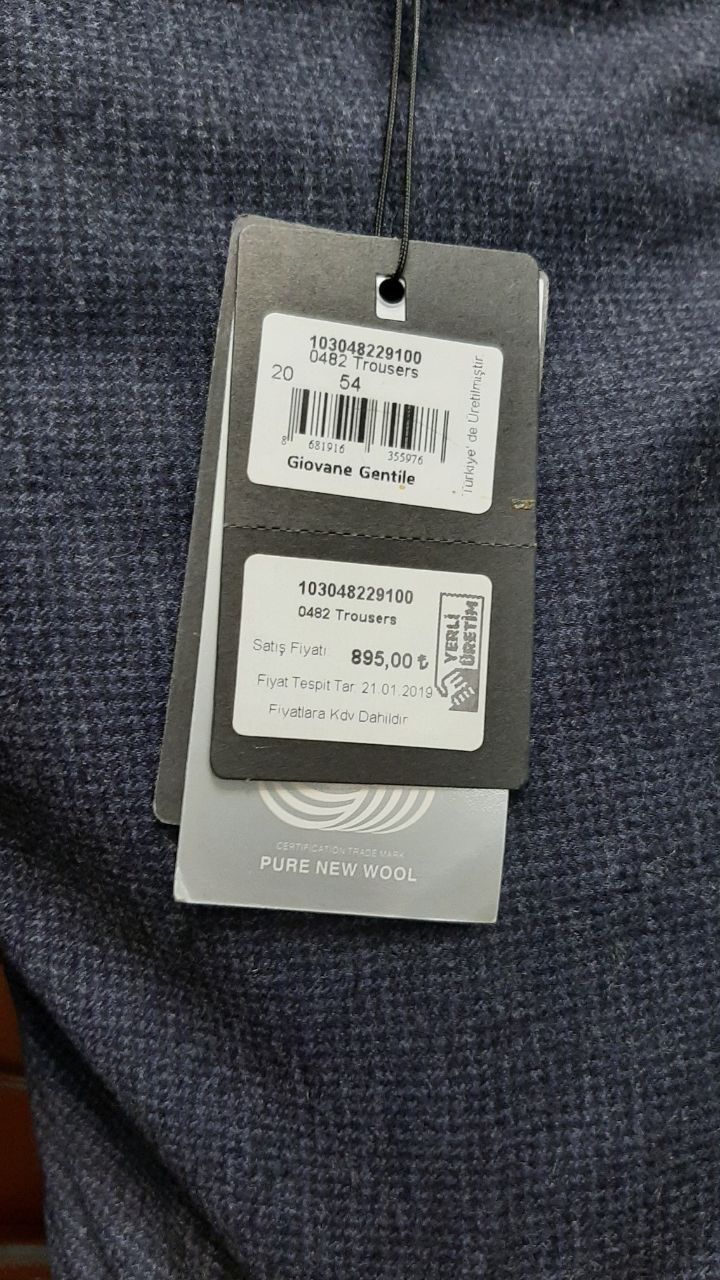 103048229100
0482 Trousers
20 54
8 681916 355976
Giovane Gentile
Türkiye' de Üretilmiştir.
103048229100
0482 Trousers
Satış Fiyatı 895,00 ₺
Fiyat Tespit Tar. 21.01.2019
Fiyatlara Kdv Dahildir
YERLİ
ÜRETİM
CERTIFICATION TRADE MARK
PURE NEW WOOL